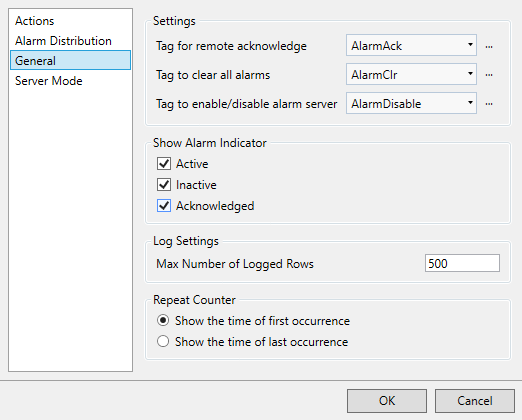 Actions
Alarm Distribution
General
Server Mode
Settings
Tag for remote acknowledge AlarmAck ...
Tag to clear all alarms AlarmClr ...
Tag to enable/disable alarm server AlarmDisable ...
Show Alarm Indicator
Active
Inactive
Acknowledged
Log Settings
Max Number of Logged Rows 500
Repeat Counter
Show the time of first occurrence
Show the time of last occurrence
OK Cancel